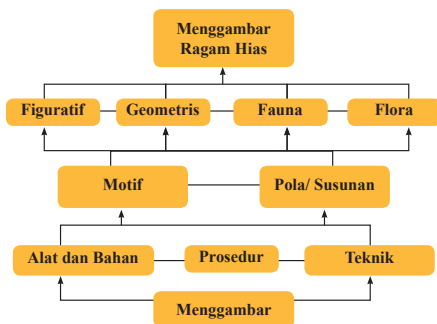 Menggambar
Ragam Hias
Figuratif
Geometris
Fauna
Flora
Motif
Pola/ Susunan
Alat dan Bahan
Prosedur
Teknik
Menggambar